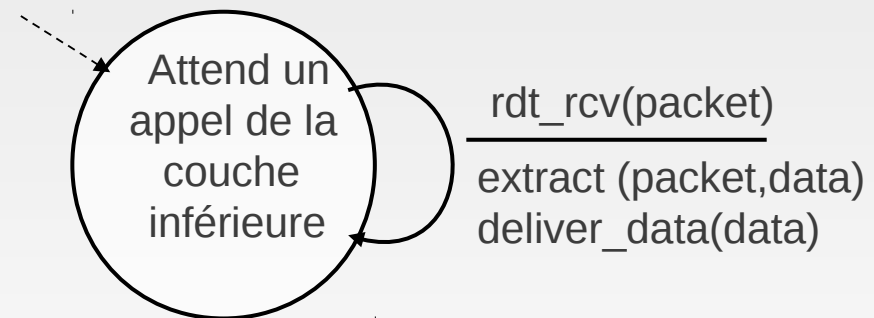 Attend un
appel de la
couche
inférieure
rdt_rcv(packet)
extract (packet,data)
deliver_data(data)